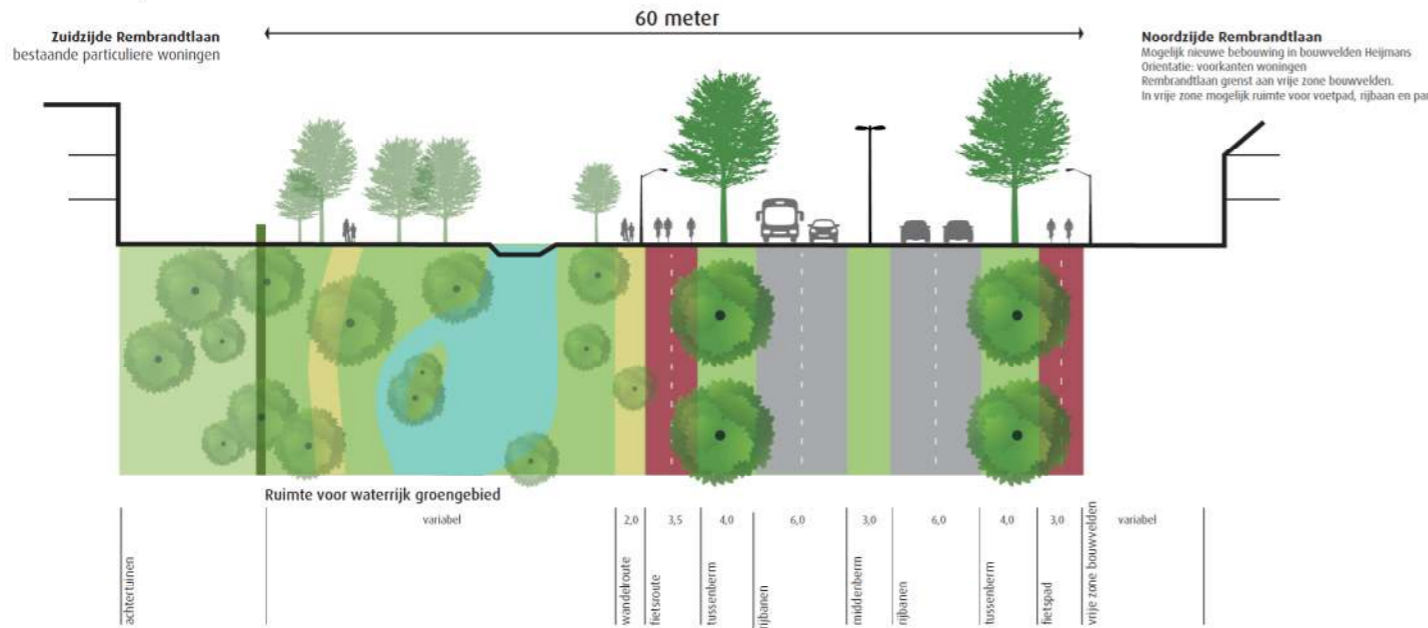 60 meter
Zuidzijde Rembrandtlaan
bestaande particuliere woningen
Noordzijde Rembrandtlaan
Mogelijk nieuwe bebouwing in bouwvelden Heijmans
Orientatie: voorkanten woningen
Rembrandtlaan grenst aan vrije zone bouwvelden.
In vrije zone mogelijk ruimte voor voetpad, rijbaan en par
Ruimte voor waterrijk groengebied
variabel
2,0
3,5
4,0
6,0
3,0
6,0
4,0
3,0
variabel
achtertuinen
wandelroute
fietsroute
tussenberm
rijbanen
middenberm
rijbanen
tussenberm
fietspad
vrije zone bouwvelden